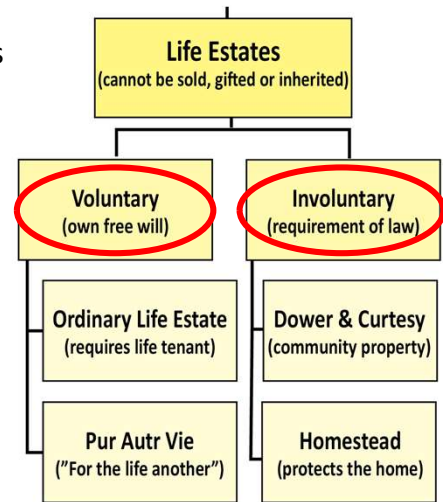 s
Life Estates
(cannot be sold, gifted or inherited)
Voluntary
(own free will)
Involuntary
(requirement of law)
Ordinary Life Estate
(requires life tenant)
Dower & Curtesy
(community property)
Pur Autr Vie
(”For the life another”)
Homestead
(protects the home)